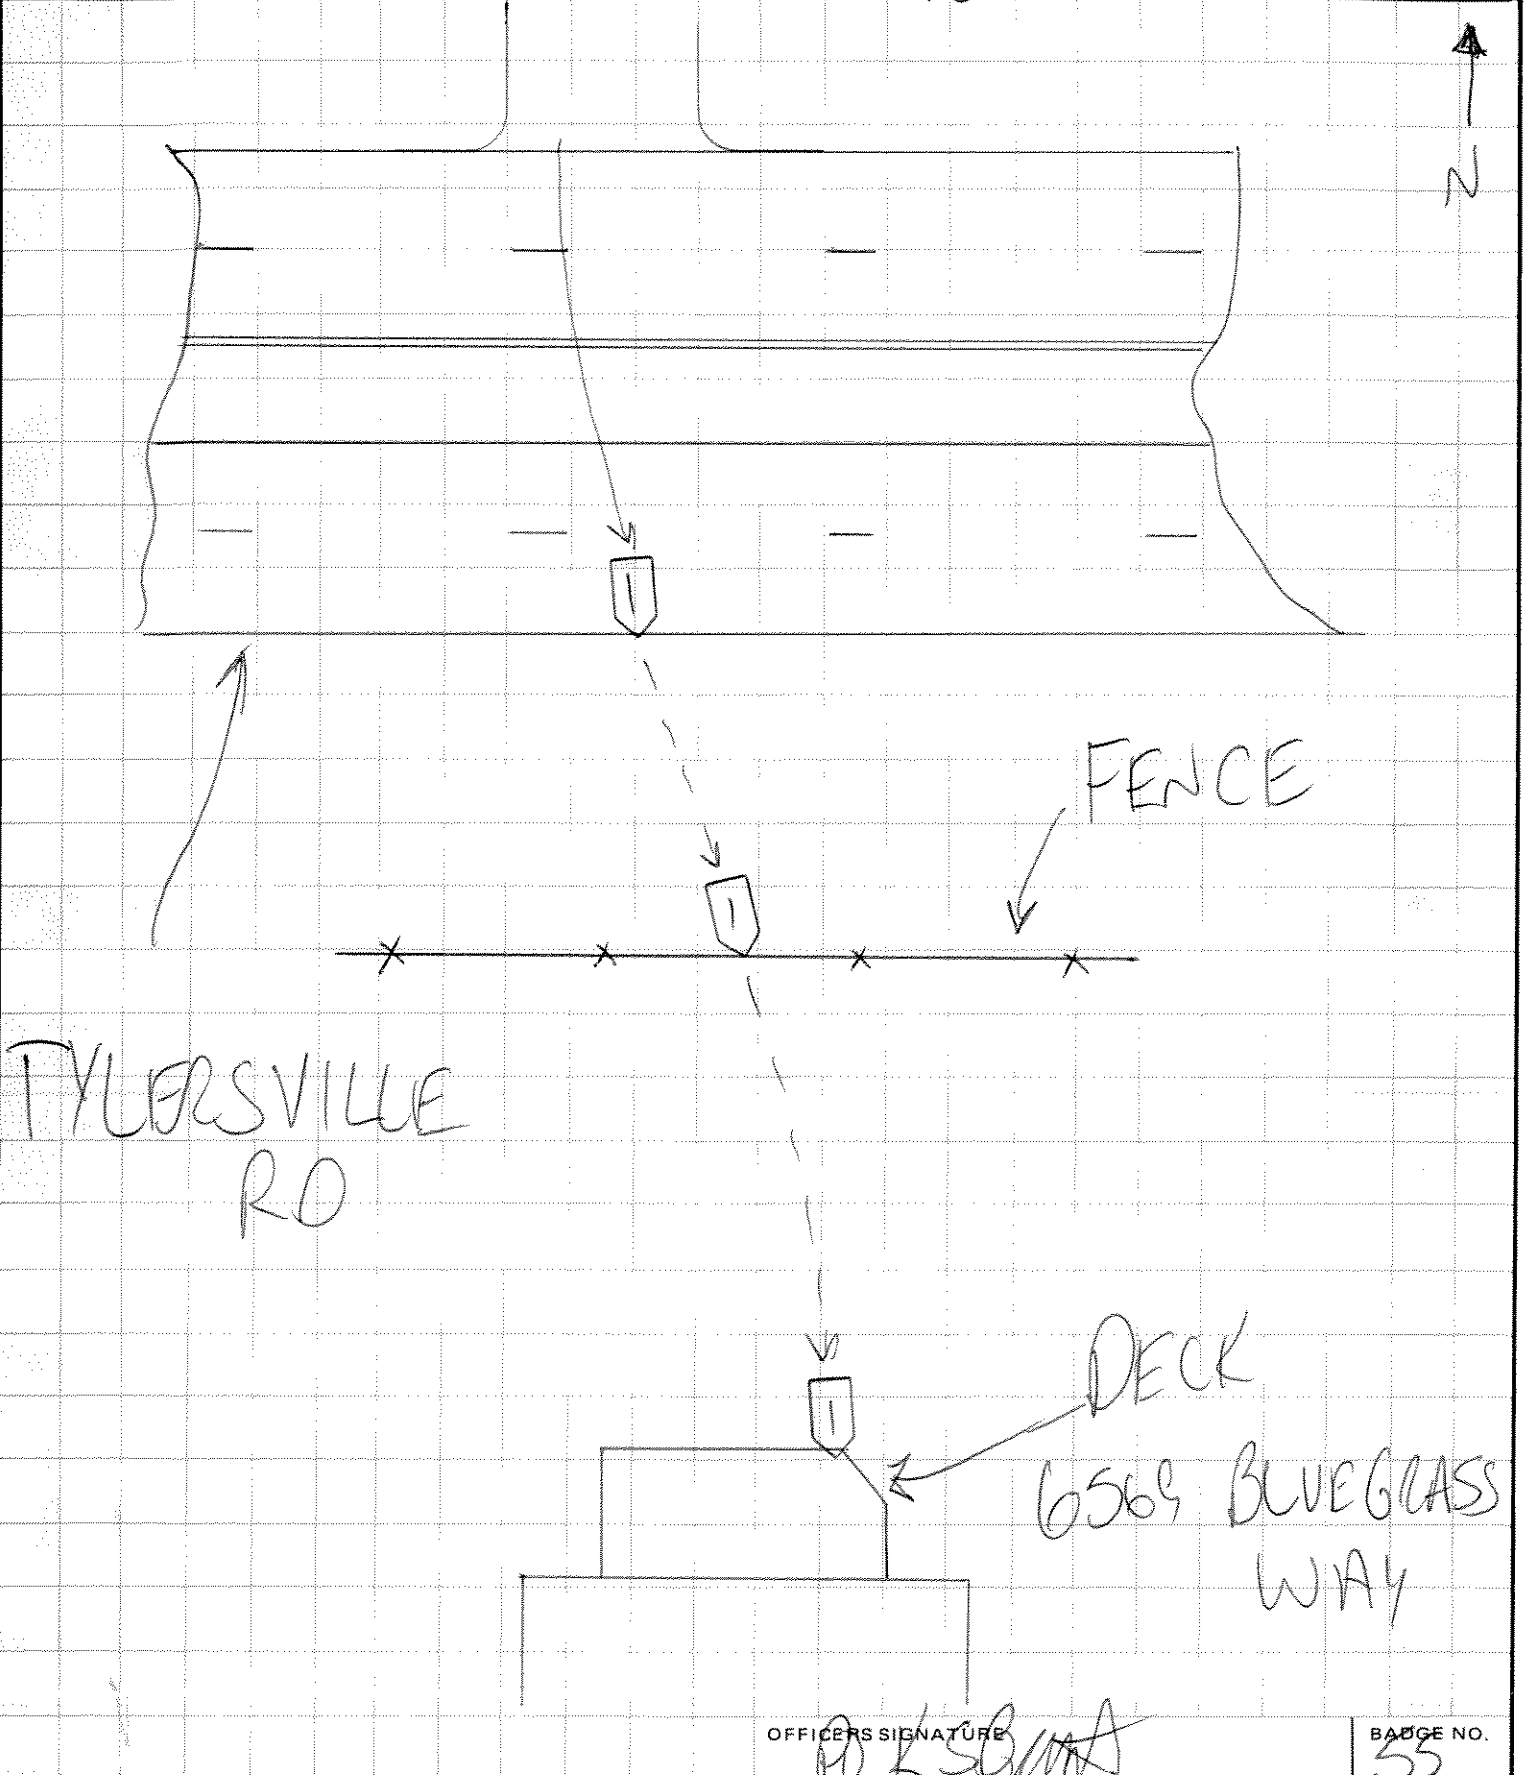 N
FENCE
TYLERSVILLE
RD
DECK
6569 BLUEGRASS
WAY
OFFICERS SIGNATURE
BADGE NO.
55